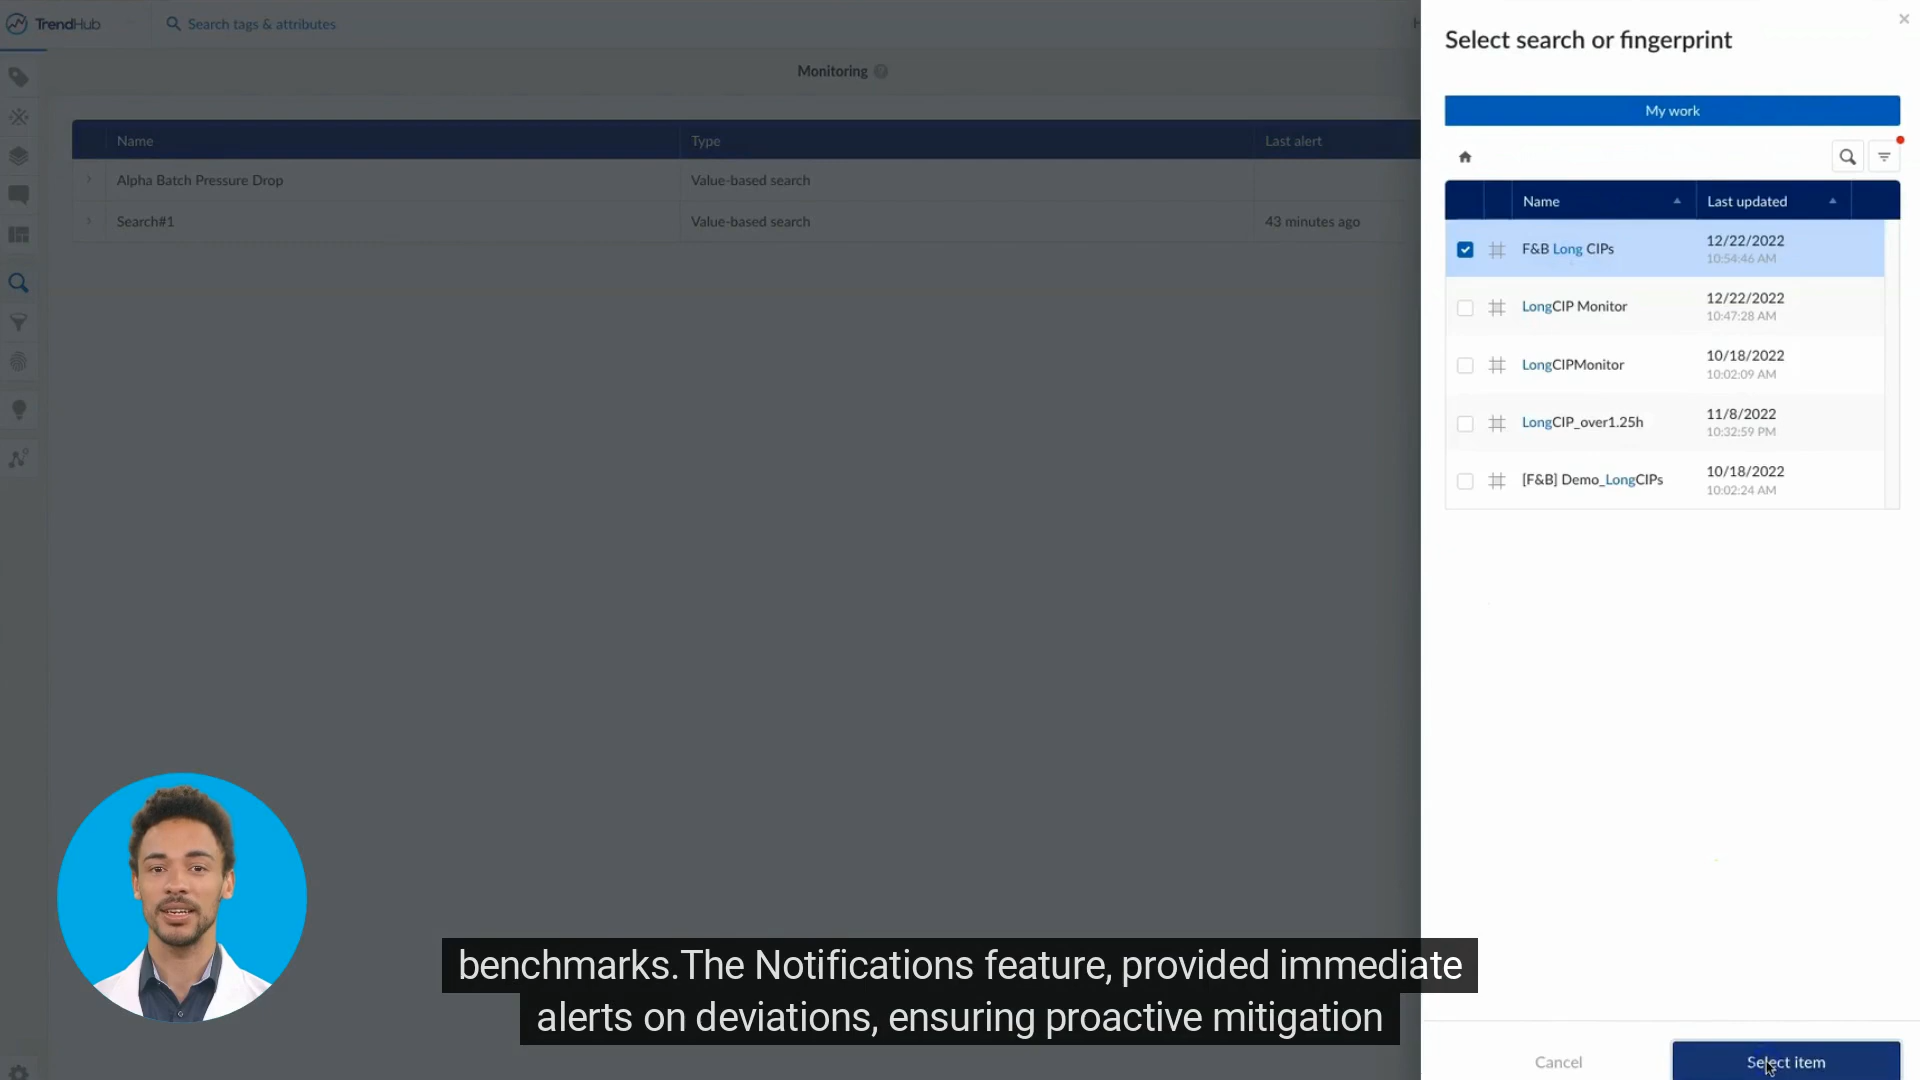 TrendHub
Search tags & attributes
Monitoring
Name Type Last alert
Alpha Batch Pressure Drop Value-based search
Search#1 Value-based search 43 minutes ago
Select search or fingerprint
My work
Name Last updated
F&B Long CIPs 12/22/2022
10:54:46 AM
LongCIP Monitor 12/22/2022
10:47:28 AM
LongCIPMonitor 10/18/2022
10:02:09 AM
LongCIP_over1.25h 11/8/2022
10:32:59 PM
[F&B] Demo_LongCIPs 10/18/2022
10:02:24 AM
benchmarks.The Notifications feature, provided immediate
alerts on deviations, ensuring proactive mitigation
Cancel Select item